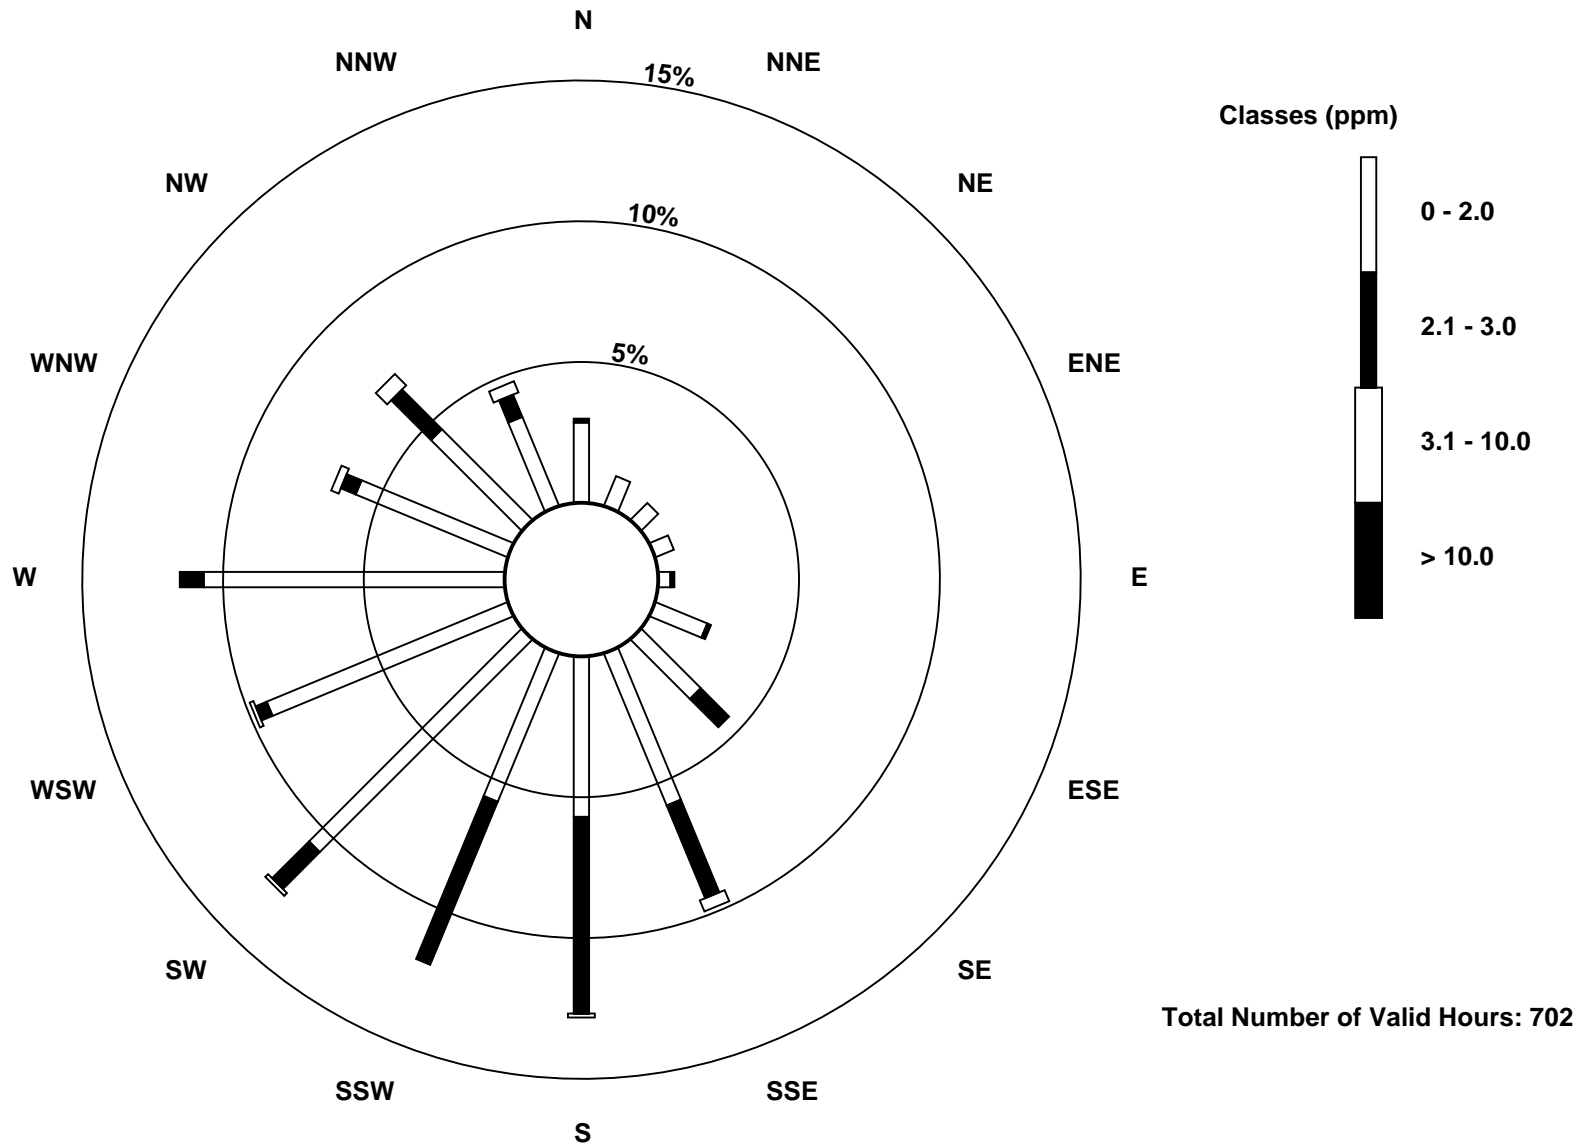 N
NNW
NNE
15%
Classes (ppm)
NW
NE
10%
0 - 2.0
2.1 - 3.0
WNW
5%
ENE
3.1 - 10.0
> 10.0
W
E
WSW
ESE
SW
SE
Total Number of Valid Hours: 702
SSW
SSE
S